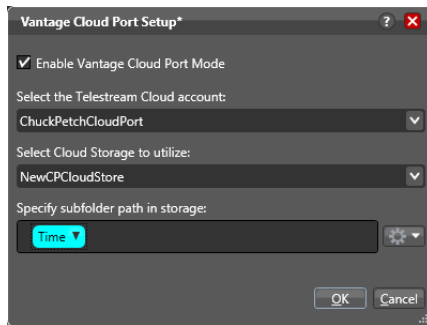 Vantage Cloud Port Setup*
Enable Vantage Cloud Port Mode
Select the Telestream Cloud account:
ChuckPetchCloudPort
Select Cloud Storage to utilize:
NewCPCloudStore
Specify subfolder path in storage:
Time
OK Cancel